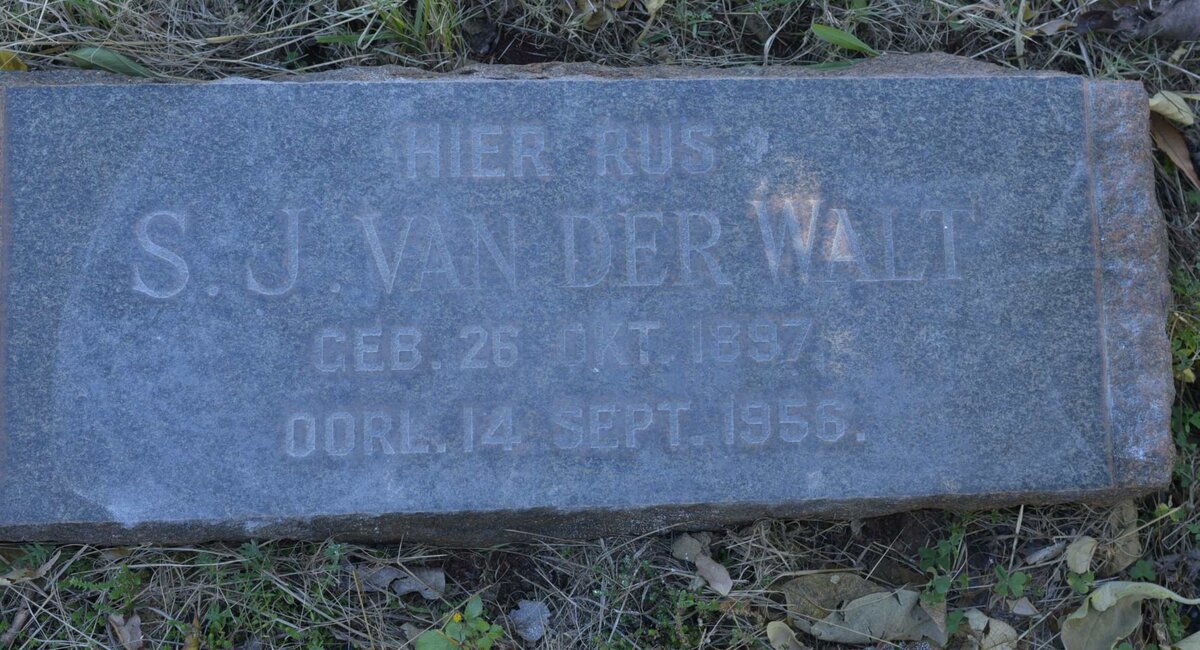 HIER RUS
S. J. VAN DER WALT
GEB. 26 OKT. 1897
OORL. 14 SEPT. 1956.